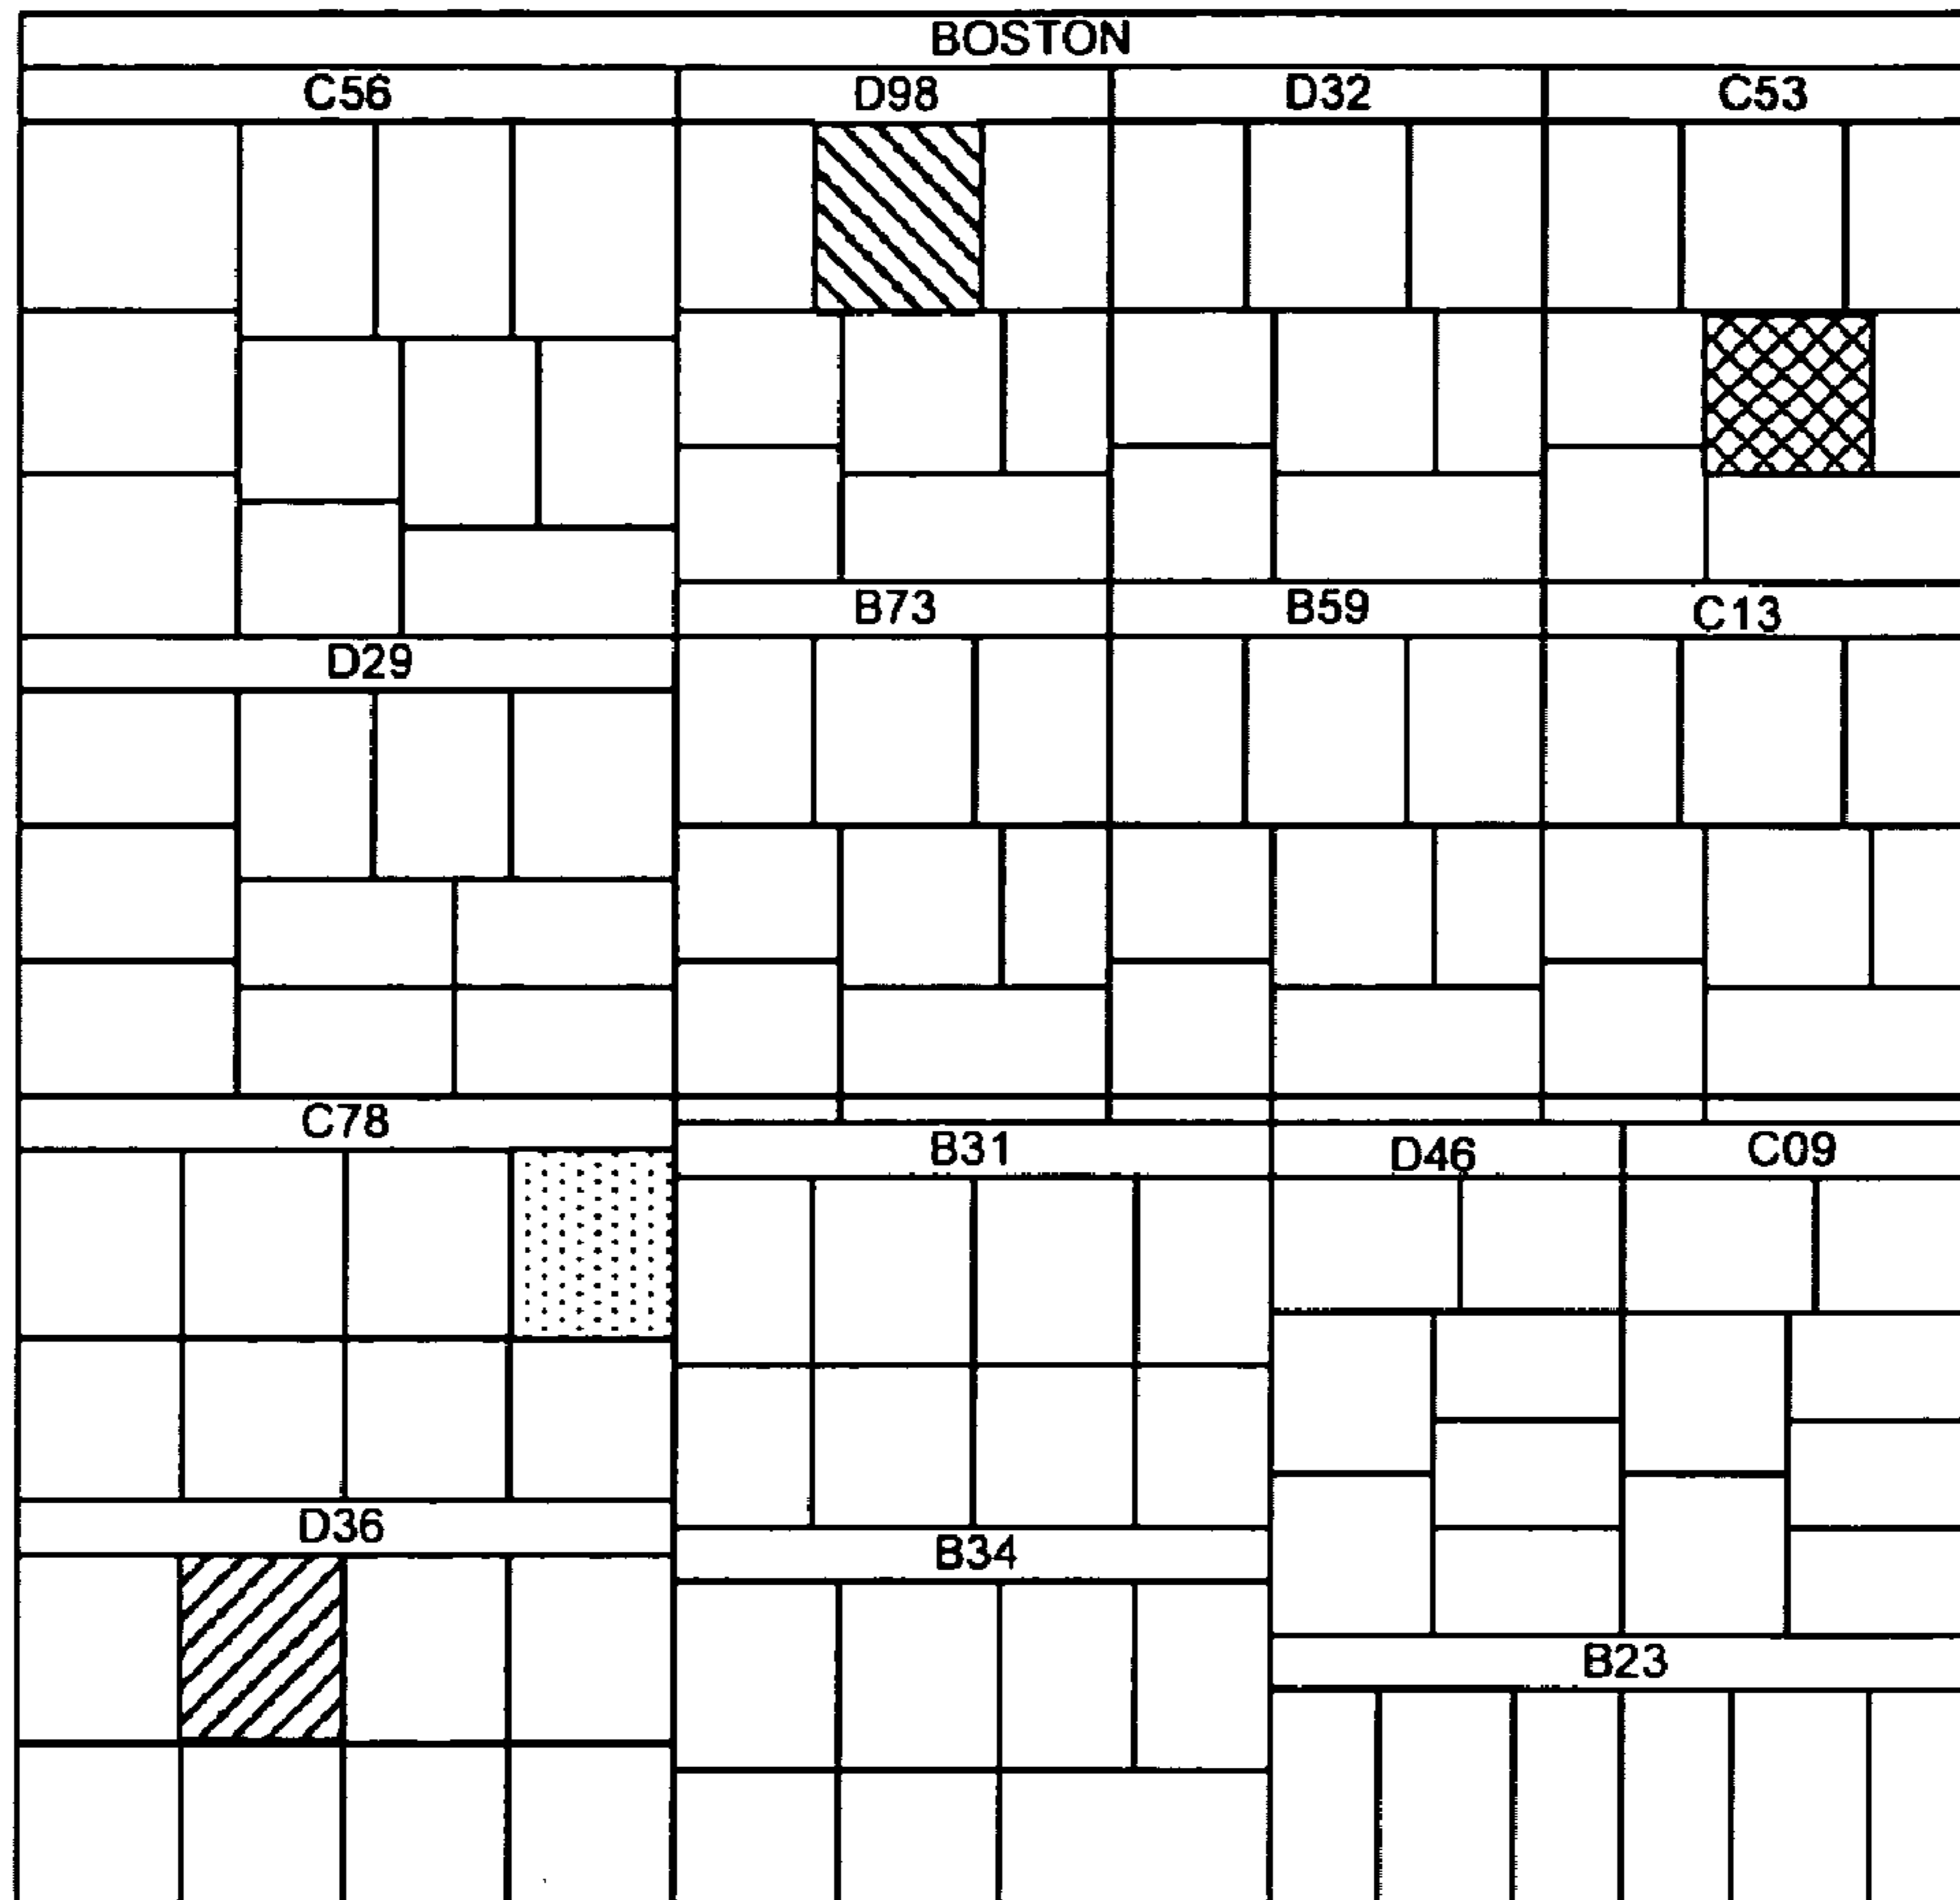 BOSTON
C56 D98 D32 C53
B73 B59 C13
D29
C78 B31 D46 C09
D36 B34
B23